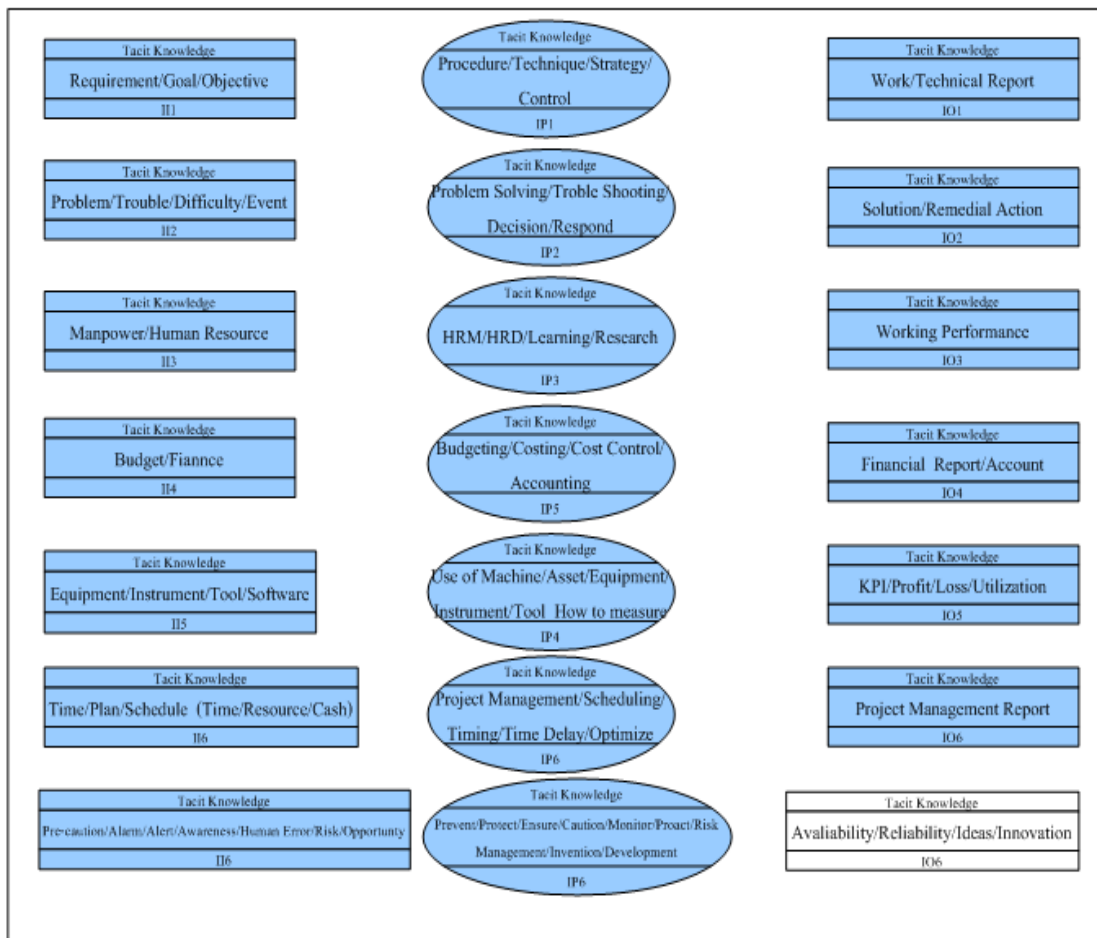 Tacit Knowledge
Requirement/Goal/Objective
II1
Tacit Knowledge
Procedure/Technique/Strategy/
Control
IP1
Tacit Knowledge
Work/Technical Report
IO1
Tacit Knowledge
Problem/Trouble/Difficulty/Event
II2
Tacit Knowledge
Problem Solving/Troble Shooting/
Decision/Respond
IP2
Tacit Knowledge
Solution/Remedial Action
IO2
Tacit Knowledge
Manpower/Human Resource
II3
Tacit Knowledge
HRM/HRD/Learning/Research
IP3
Tacit Knowledge
Working Performance
IO3
Tacit Knowledge
Budget/Fiannce
II4
Tacit Knowledge
Budgeting/Costing/Cost Control/
Accounting
IP5
Tacit Knowledge
Financial Report/Account
IO4
Tacit Knowledge
Equipment/Instrument/Tool/Software
II5
Tacit Knowledge
Use of Machine/Asset/Equipment/
Instrument/Tool How to measure
IP4
Tacit Knowledge
KPI/Profit/Loss/Utilization
IO5
Tacit Knowledge
Time/Plan/Schedule (Time/Resource/Cash)
II6
Tacit Knowledge
Project Management/Scheduling/
Timing/Time Delay/Optimize
IP6
Tacit Knowledge
Project Management Report
IO6
Tacit Knowledge
Pre-caution/Alarm/Alert/Awareness/Human Error/Risk/Opportunty
II6
Tacit Knowledge
Prevent/Protect/Ensure/Caution/Monitor/Proact/Risk
Management/Invention/Development
IP6
Tacit Knowledge
Avaliability/Reliability/Ideas/Innovation
IO6